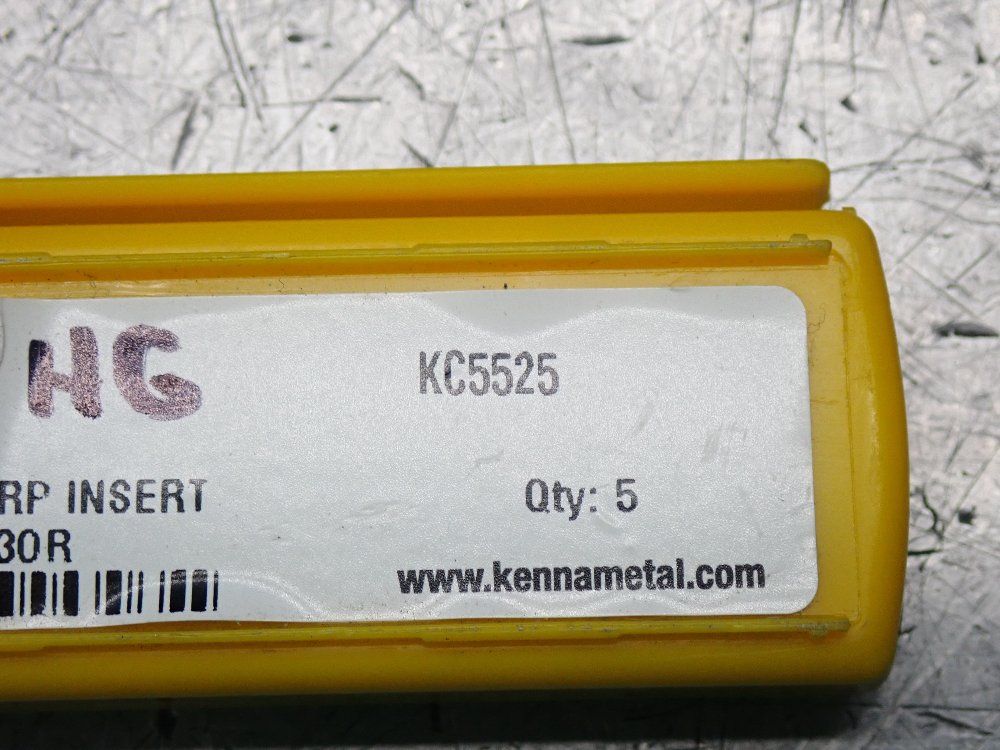 HG
KC5525
RP INSERT
Qty: 5
30R
www.kennametal.com